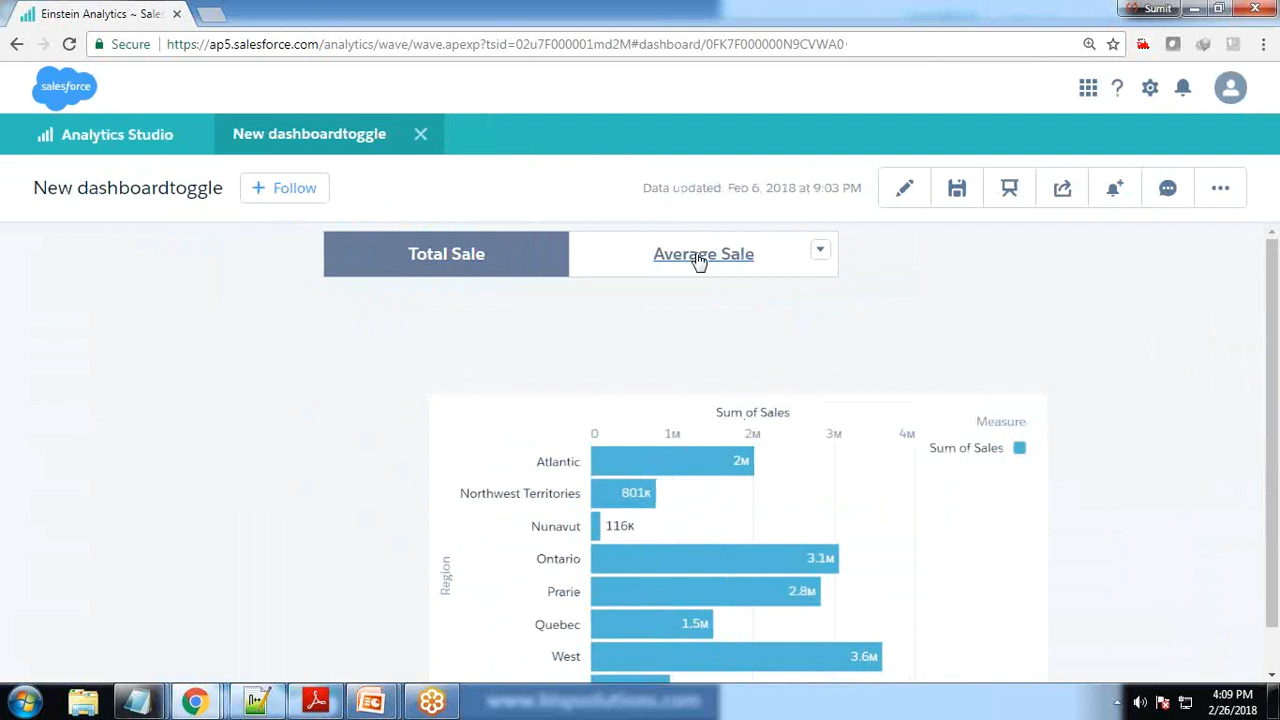 Einstein Analytics ~ Sales
Sumit
Secure
https://ap5.salesforce.com/analytics/wave/wave.apexp?tsid=02u7F000001md2M#dashboard/0FK7F000000N9CVWA0
salesforce
Analytics Studio
New dashboardtoggle
New dashboardtoggle
+ Follow
Data updated: Feb 6, 2018 at 9:03 PM
Total Sale
Average Sale
Sum of Sales
Measure
0 1M 2M 3M 4M
Sum of Sales
Atlantic 2M
Northwest Territories 801K
Nunavut 116K
Ontario 3.1M
Region
Prarie 2.8M
Quebec 1.5M
West 3.6M
4:09 PM
2/26/2018